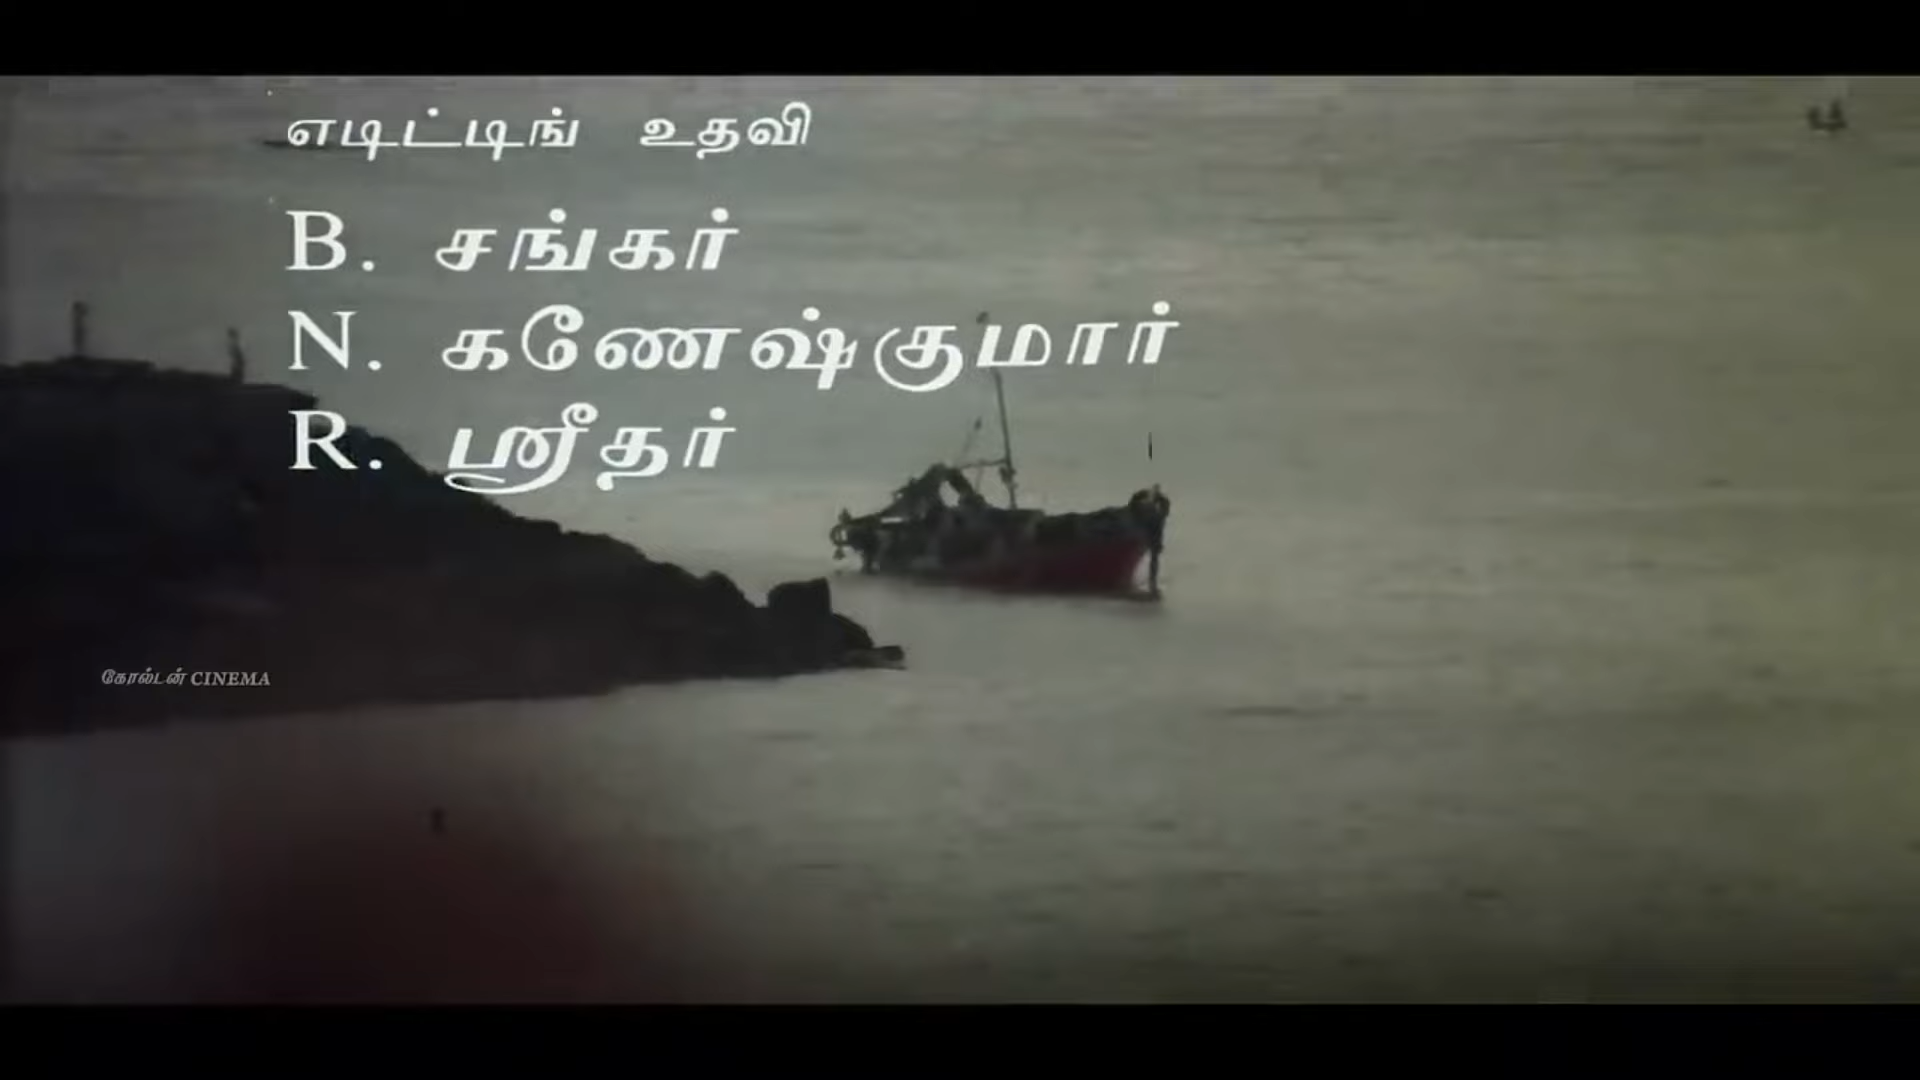 எடிட்டிங் உதவி
B. சங்கர்
N. கணேஷ்குமார்
R. ஸ்ரீதர்
கோல்டன் CINEMA